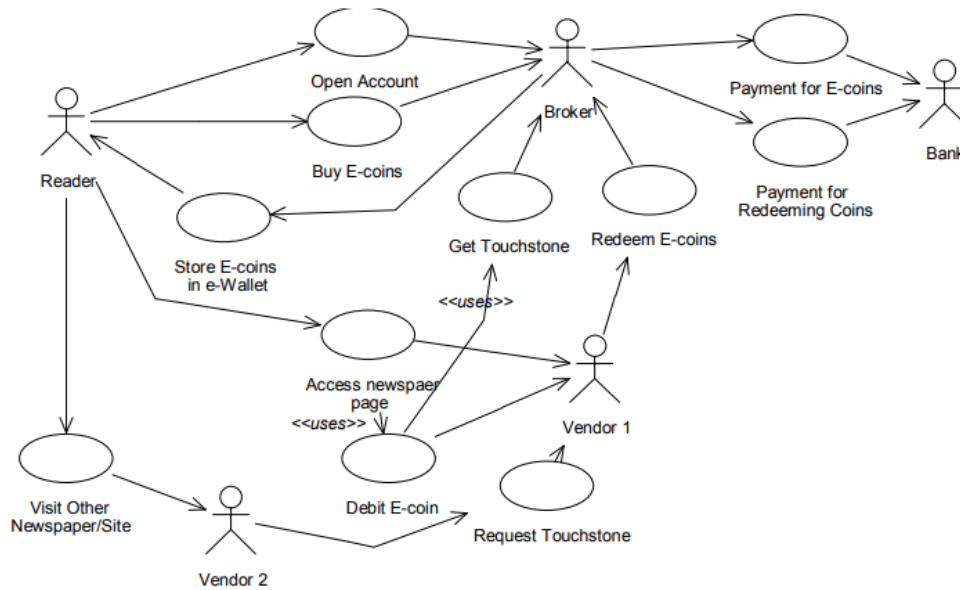 Open Account
Payment for E-coins
Broker
Bank
Buy E-coins
Reader
Payment for
Redeeming Coins
Get Touchstone
Redeem E-coins
Store E-coins
in e-Wallet
<<uses>>
Access newspaer
page
<<uses>>
Vendor 1
Visit Other
Newspaper/Site
Debit E-coin
Request Touchstone
Vendor 2